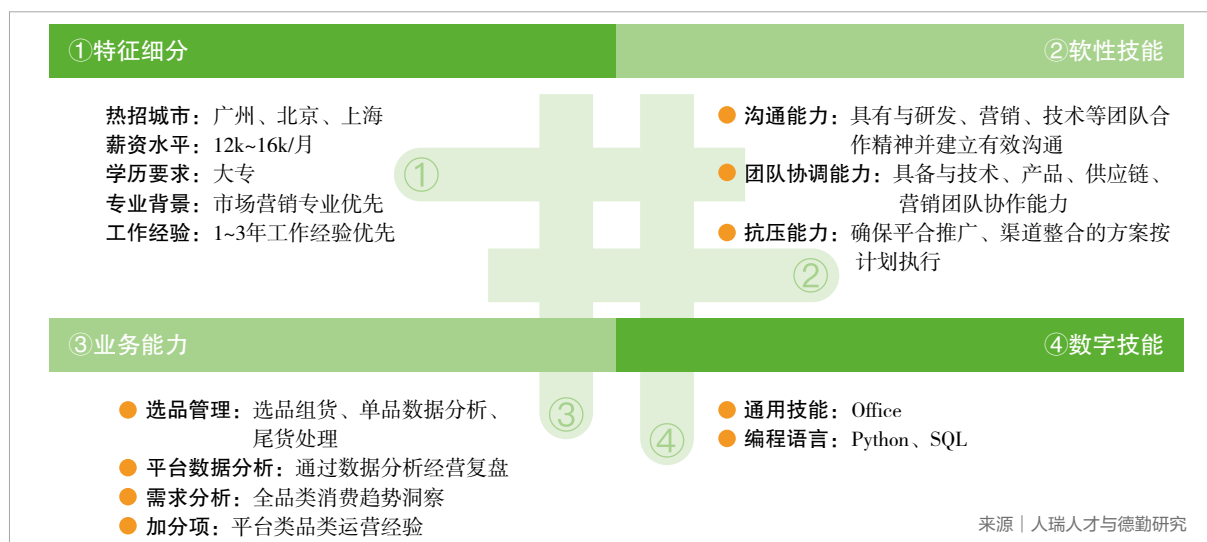 ①特征细分
热招城市：广州、北京、上海
薪资水平：12k~16k/月
学历要求：大专
专业背景：市场营销专业优先
工作经验：1~3年工作经验优先
①
②软性技能
沟通能力：具有与研发、营销、技术等团队合
作精神并建立有效沟通
团队协调能力：具备与技术、产品、供应链、
营销团队协作能力
抗压能力：确保平合推广、渠道整合的方案按
计划执行
②
③业务能力
选品管理：选品组货、单品数据分析、
尾货处理
平台数据分析：通过数据分析经营复盘
需求分析：全品类消费趋势洞察
加分项：平台类品类运营经验
③
④数字技能
通用技能：Office
编程语言：Python、SQL
④
来源｜人瑞人才与德勤研究